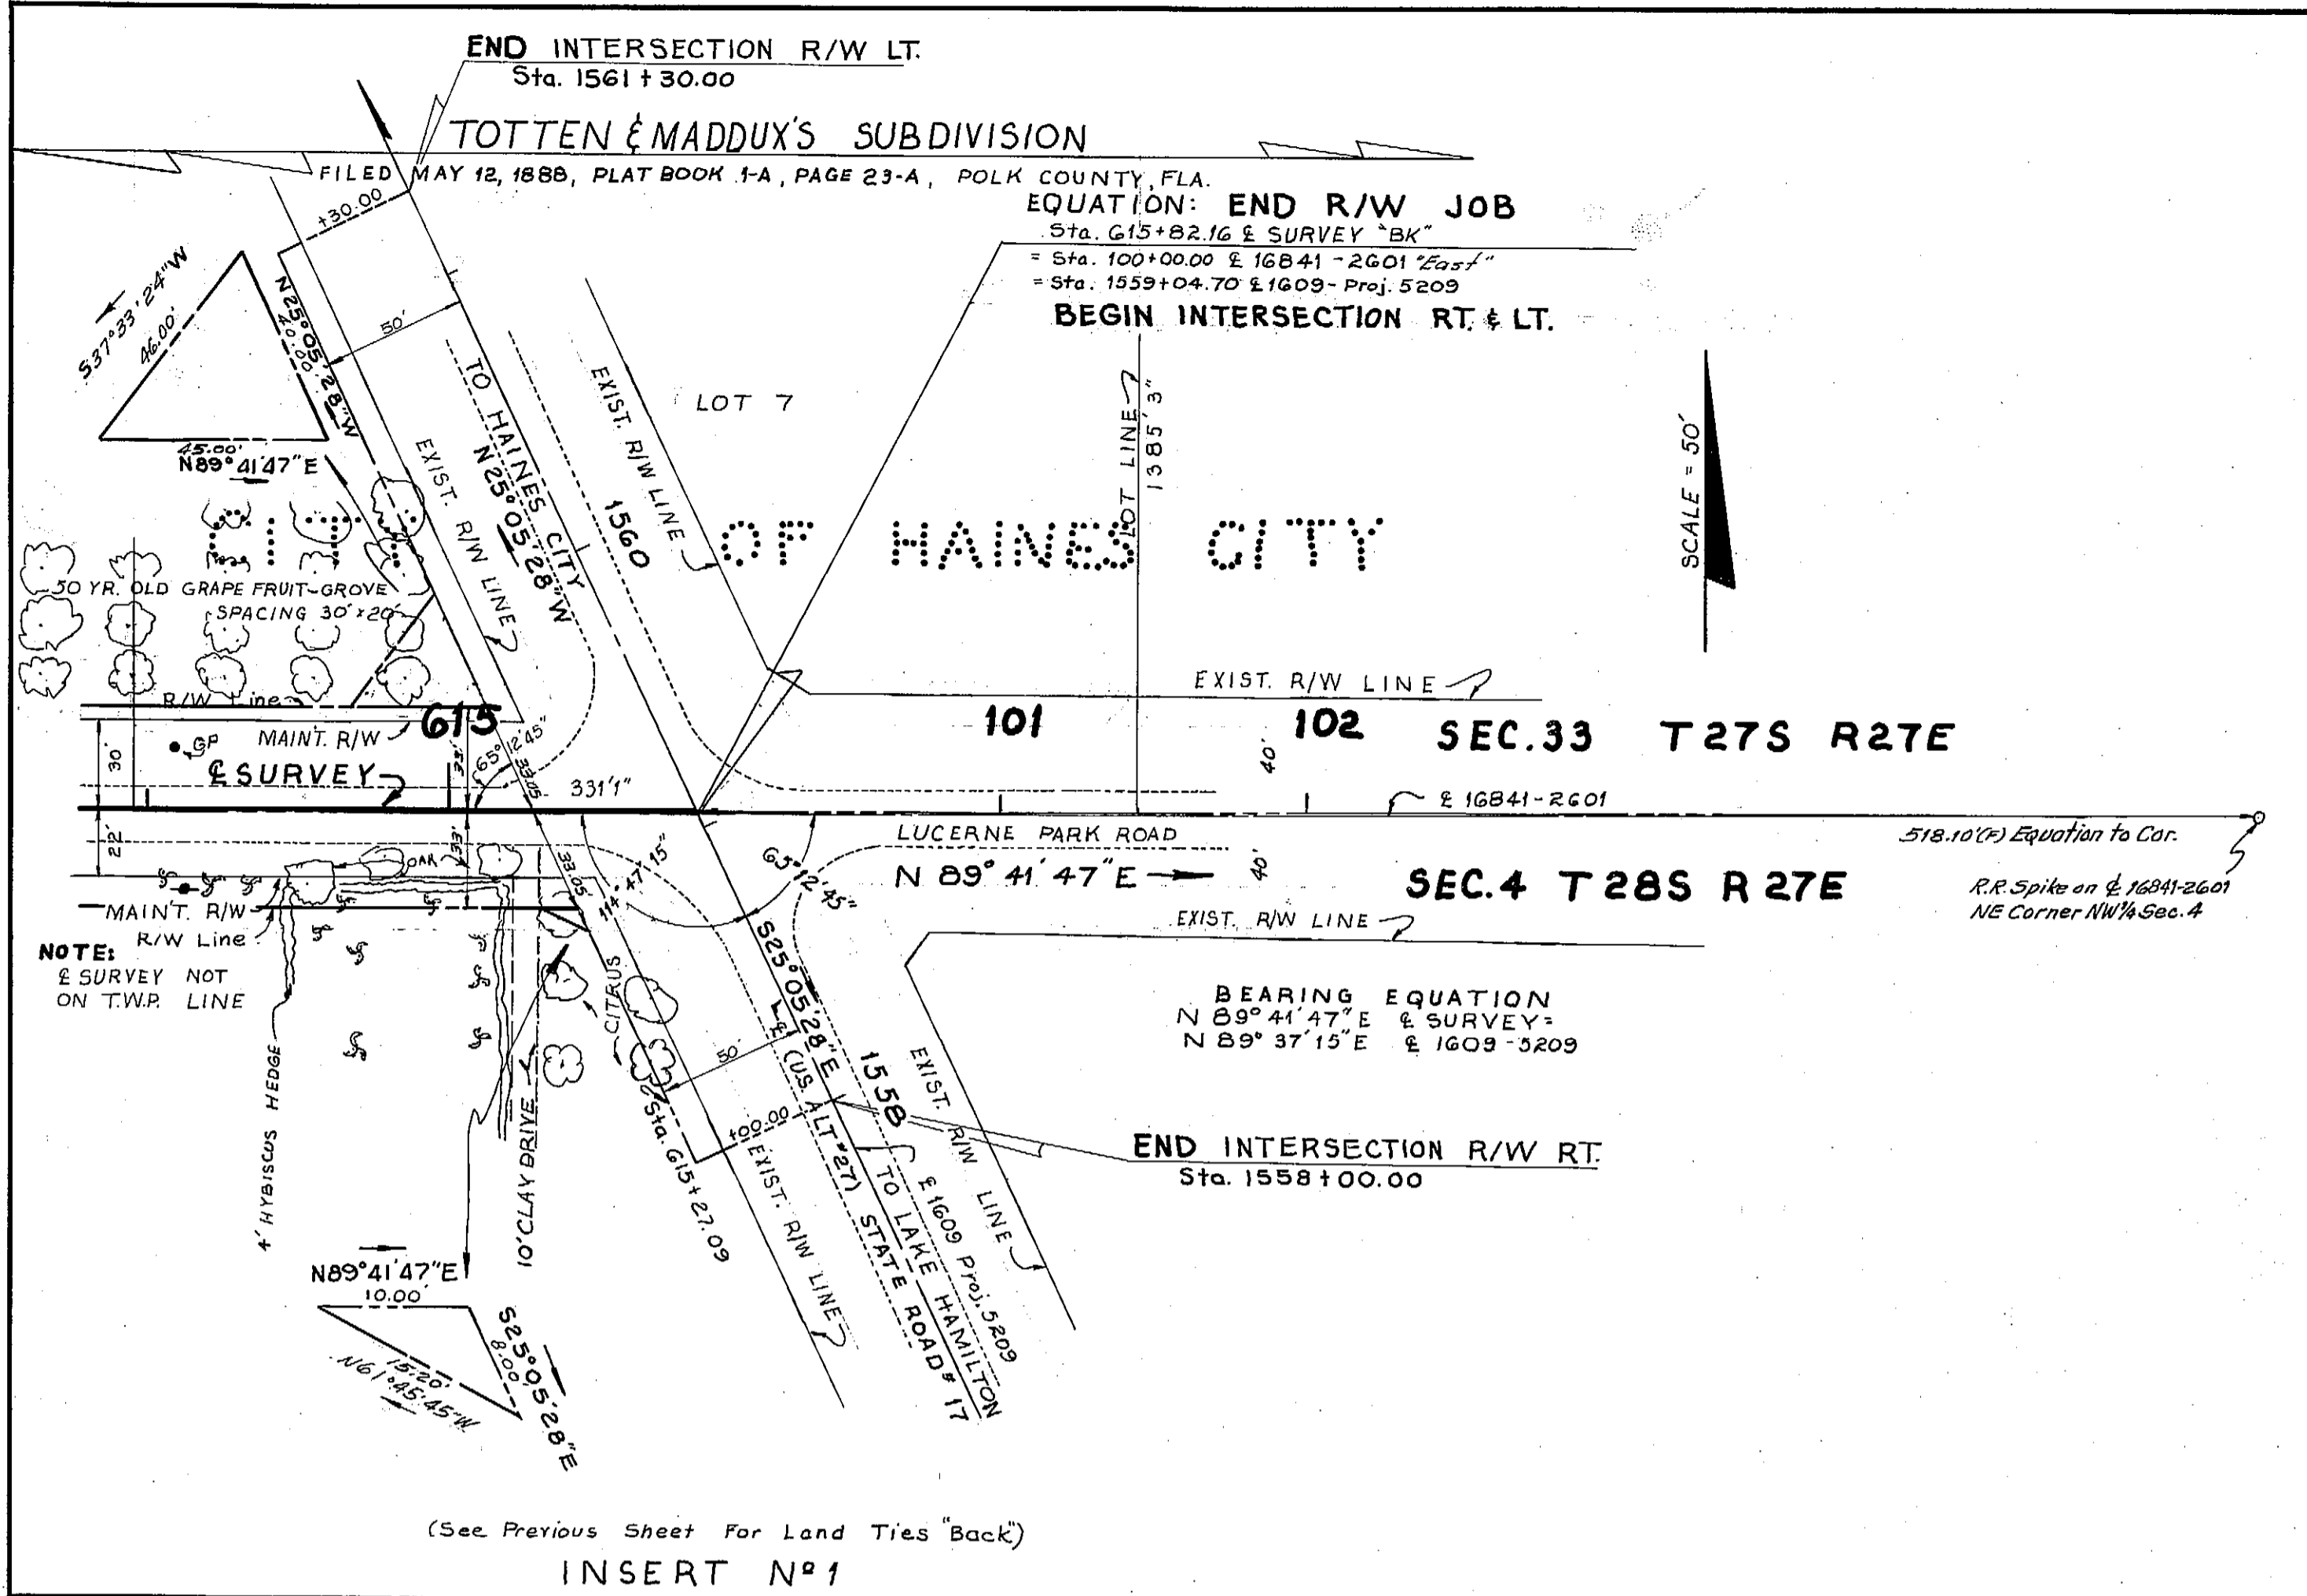 END INTERSECTION R/W LT.
Sta. 1561+30.00
TOTTEN & MADDUX'S SUBDIVISION
FILED MAY 12, 1888, PLAT BOOK 1-A, PAGE 23-A, POLK COUNTY, FLA.
EQUATION: END R/W JOB
Sta. 615+82.16 ℄ SURVEY "BK"
= Sta. 100+00.00 ℄ 16841-2601 "East"
= Sta. 1559+04.70 ℄ 1609-Proj. 5209
BEGIN INTERSECTION RT. & LT.
+30.00
S37°33'24"W
46.00'
N25°05'28"W
40.00
45.00'
N89°41'47"E
50'
TO HAINES CITY
N25°05'28"W
EXIST. R/W LINE
EXIST. R/W LINE
1560
LOT 7
LOT LINE
1385'3"
SCALE = 50'
CITY OF HAINES CITY
50 YR. OLD GRAPE FRUIT-GROVE
SPACING 30'x20'
R/W Line
615
MAINT. R/W
GP
30'
℄ SURVEY
33'
65°12'45"
33.05
331'1"
EXIST. R/W LINE
101
102
40'
SEC.33 T27S R27E
℄ 16841-2601
22'
33'
OAK
33.05
114°47'15"
65°12'45"
LUCERNE PARK ROAD
N 89°41'47"E
40'
SEC.4 T28S R27E
518.10'(F) Equation to Cor.
R.R. Spike on ℄ 16841-2601
NE Corner NW¼ Sec.4
MAINT. R/W
R/W Line
NOTE:
℄ SURVEY NOT
ON T.W.P. LINE
EXIST. R/W LINE
BEARING EQUATION
N 89°41'47"E ℄ SURVEY=
N 89°37'15"E ℄ 1609-5209
4' HYBISCUS HEDGE
10' CLAY DRIVE
CITRUS
S25°05'28"E
℄ (US. ALT #27) STATE ROAD # 17
50'
1558
EXIST. R/W LINE
Sta. 615+27.09
+00.00
EXIST. R/W LINE
TO LAKE HAMILTON
℄ 1609 Proj. 5209
END INTERSECTION R/W RT.
Sta. 1558+00.00
N89°41'47"E
10.00'
S25°05'28"E
8.00'
15.20'
N61°45'45"W
(See Previous Sheet For Land Ties "Back")
INSERT Nº 1